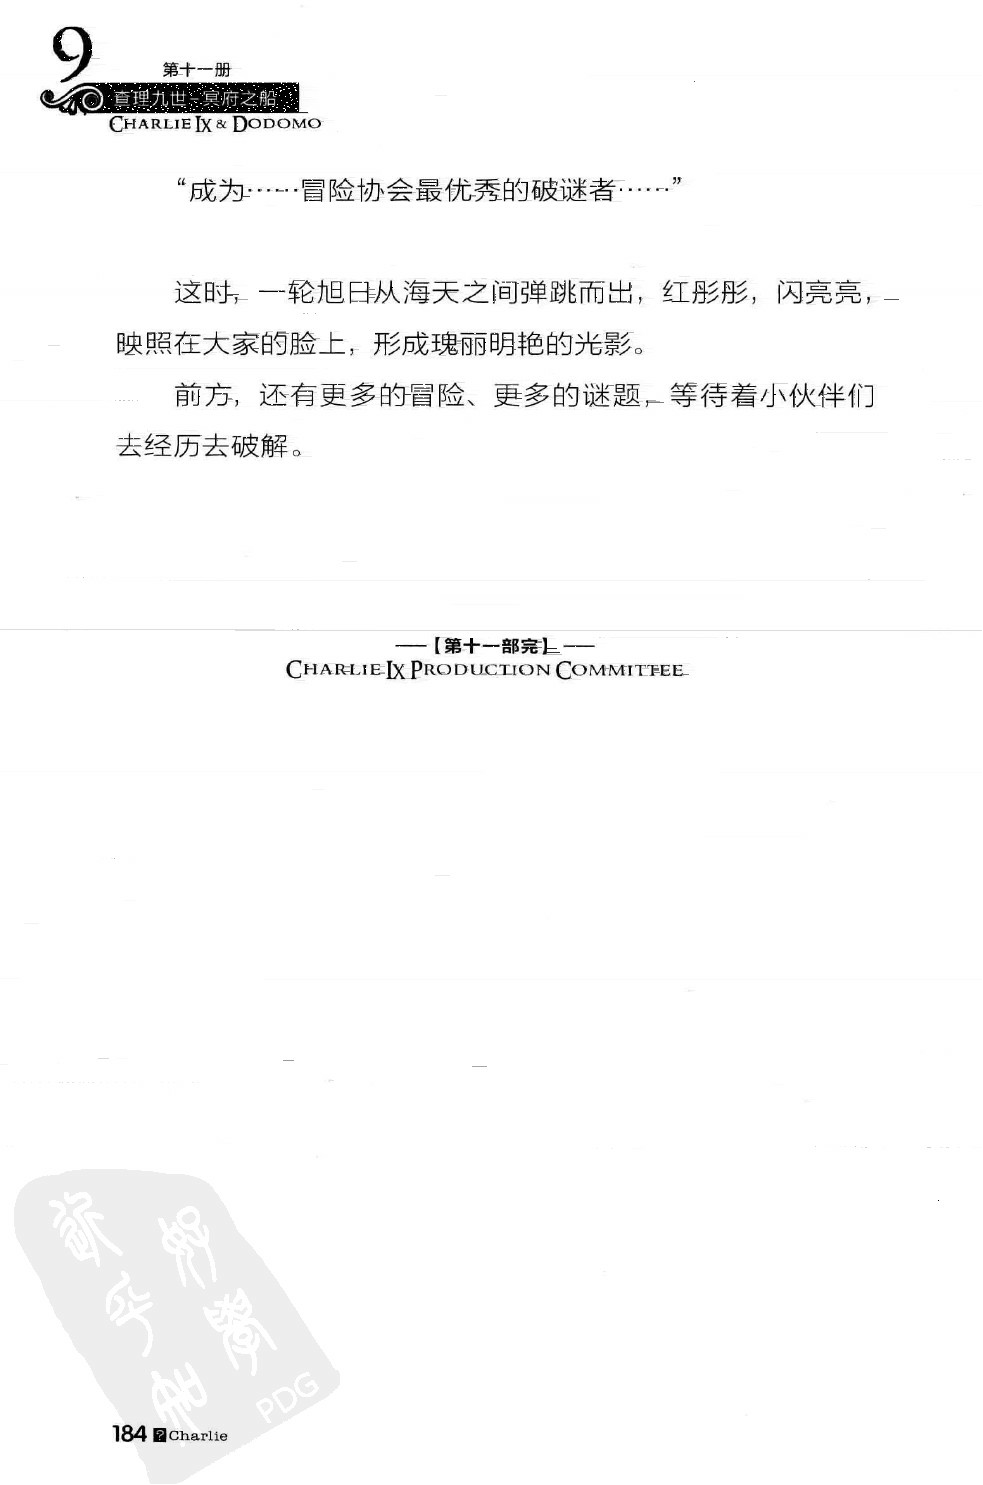 9
第十一册
查理九世·冥府之船
CHARLIE IX & DODOMO
“成为……冒险协会最优秀的破谜者……”
这时，一轮旭日从海天之间弹跳而出，红彤彤，闪亮亮，
映照在大家的脸上，形成瑰丽明艳的光影。
前方，还有更多的冒险、更多的谜题，等待着小伙伴们
去经历去破解。
——【第十一部完】——
CHARLIE IX PRODUCTION COMMITTEE
PDG
184 ? Charlie